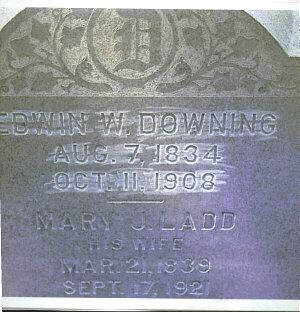 D
EDWIN W. DOWNING
AUG. 7, 1834
OCT. 11, 1908
MARY J. LADD
HIS WIFE
MAR. 21, 1839
SEPT. 17, 1921